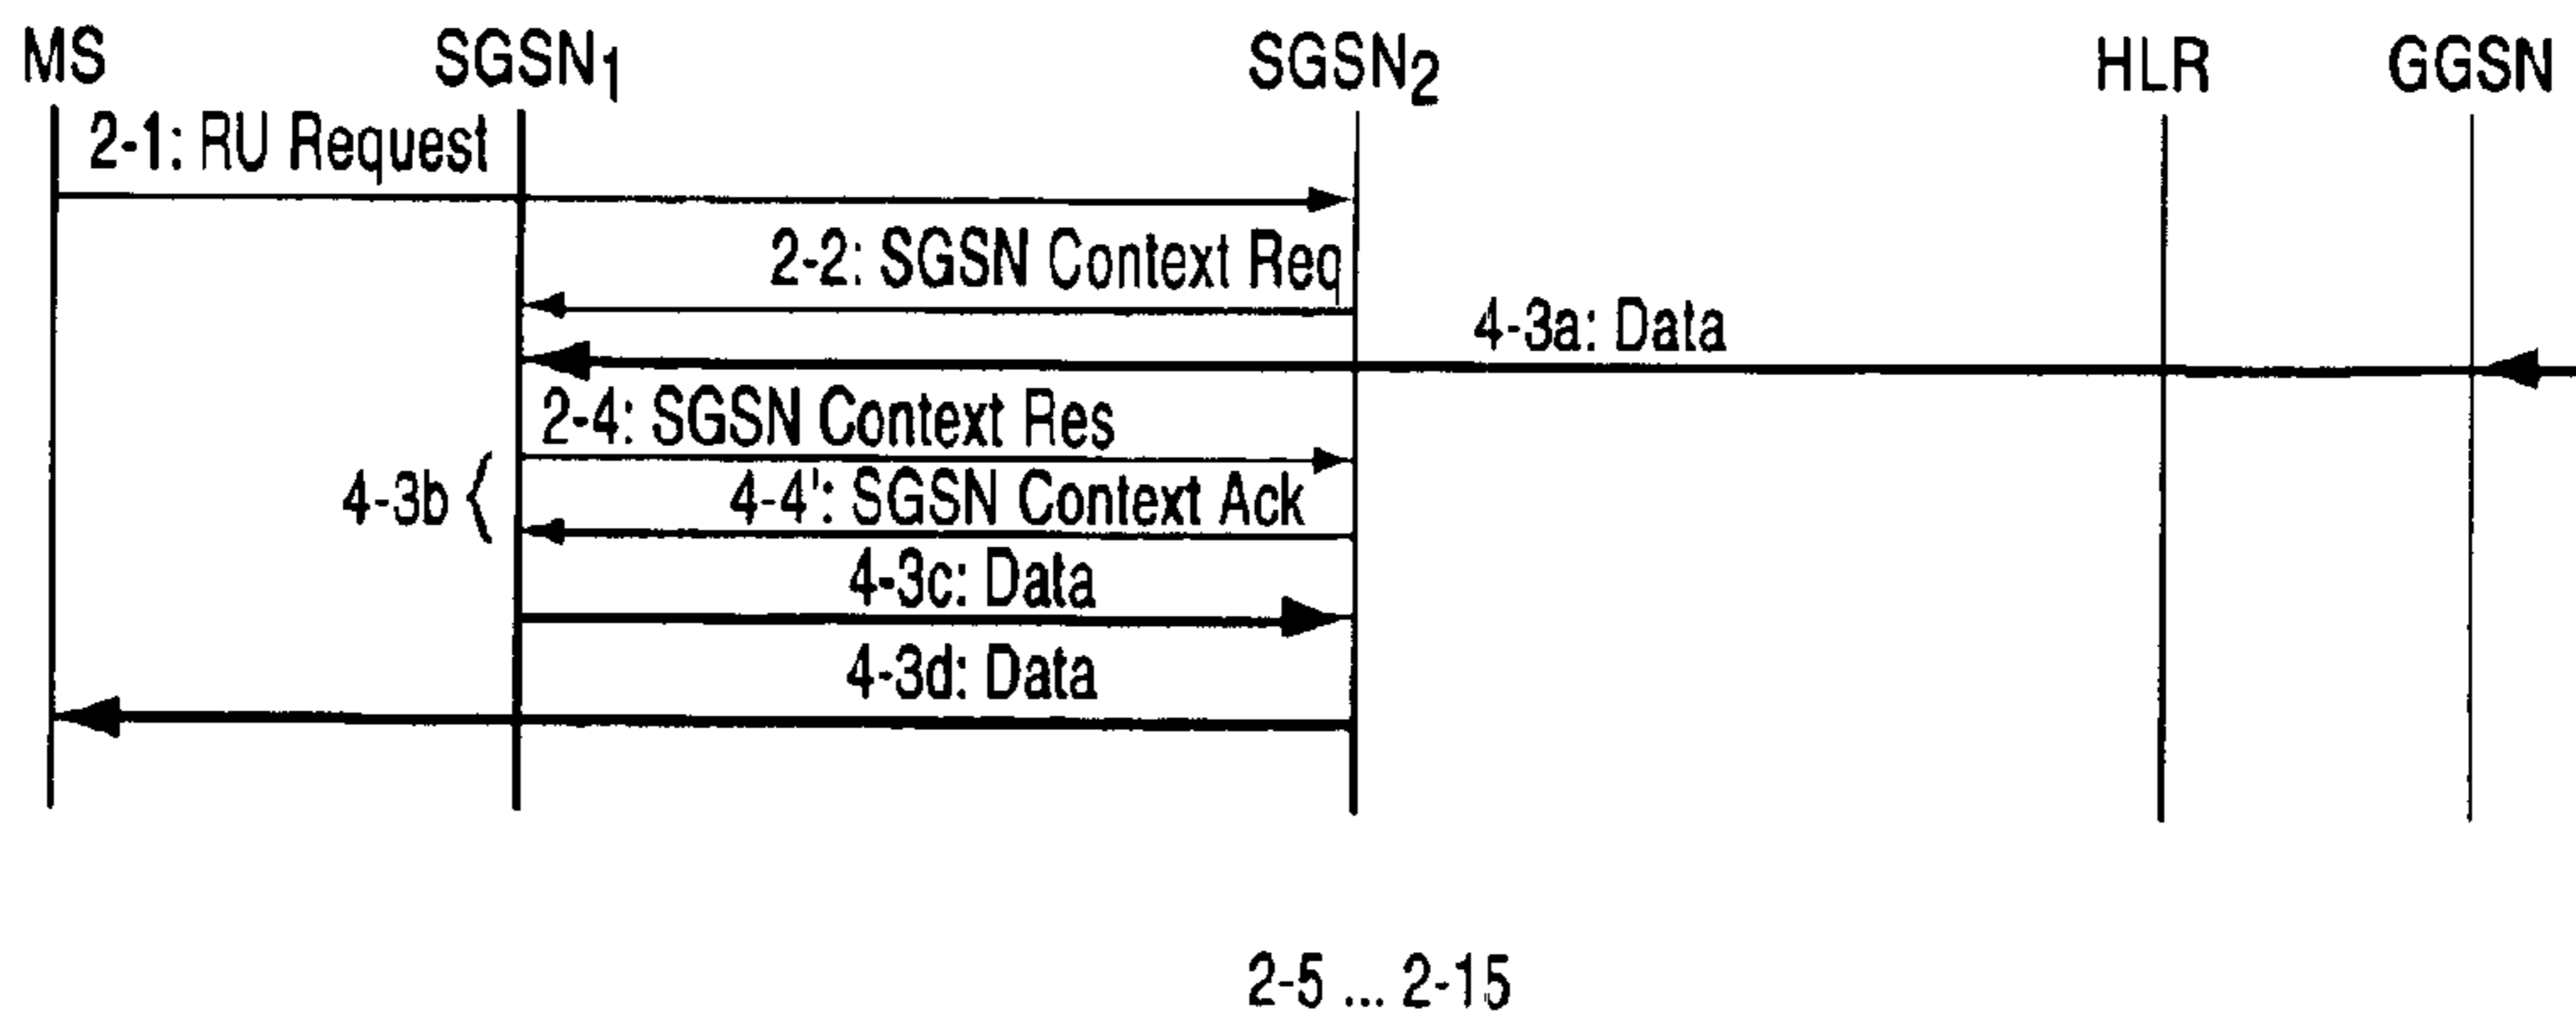 MS SGSN1 SGSN2 HLR GGSN
2-1: RU Request
2-2: SGSN Context Req
4-3a: Data
2-4: SGSN Context Res
4-3b {
4-4': SGSN Context Ack
4-3c: Data
4-3d: Data
2-5 ... 2-15